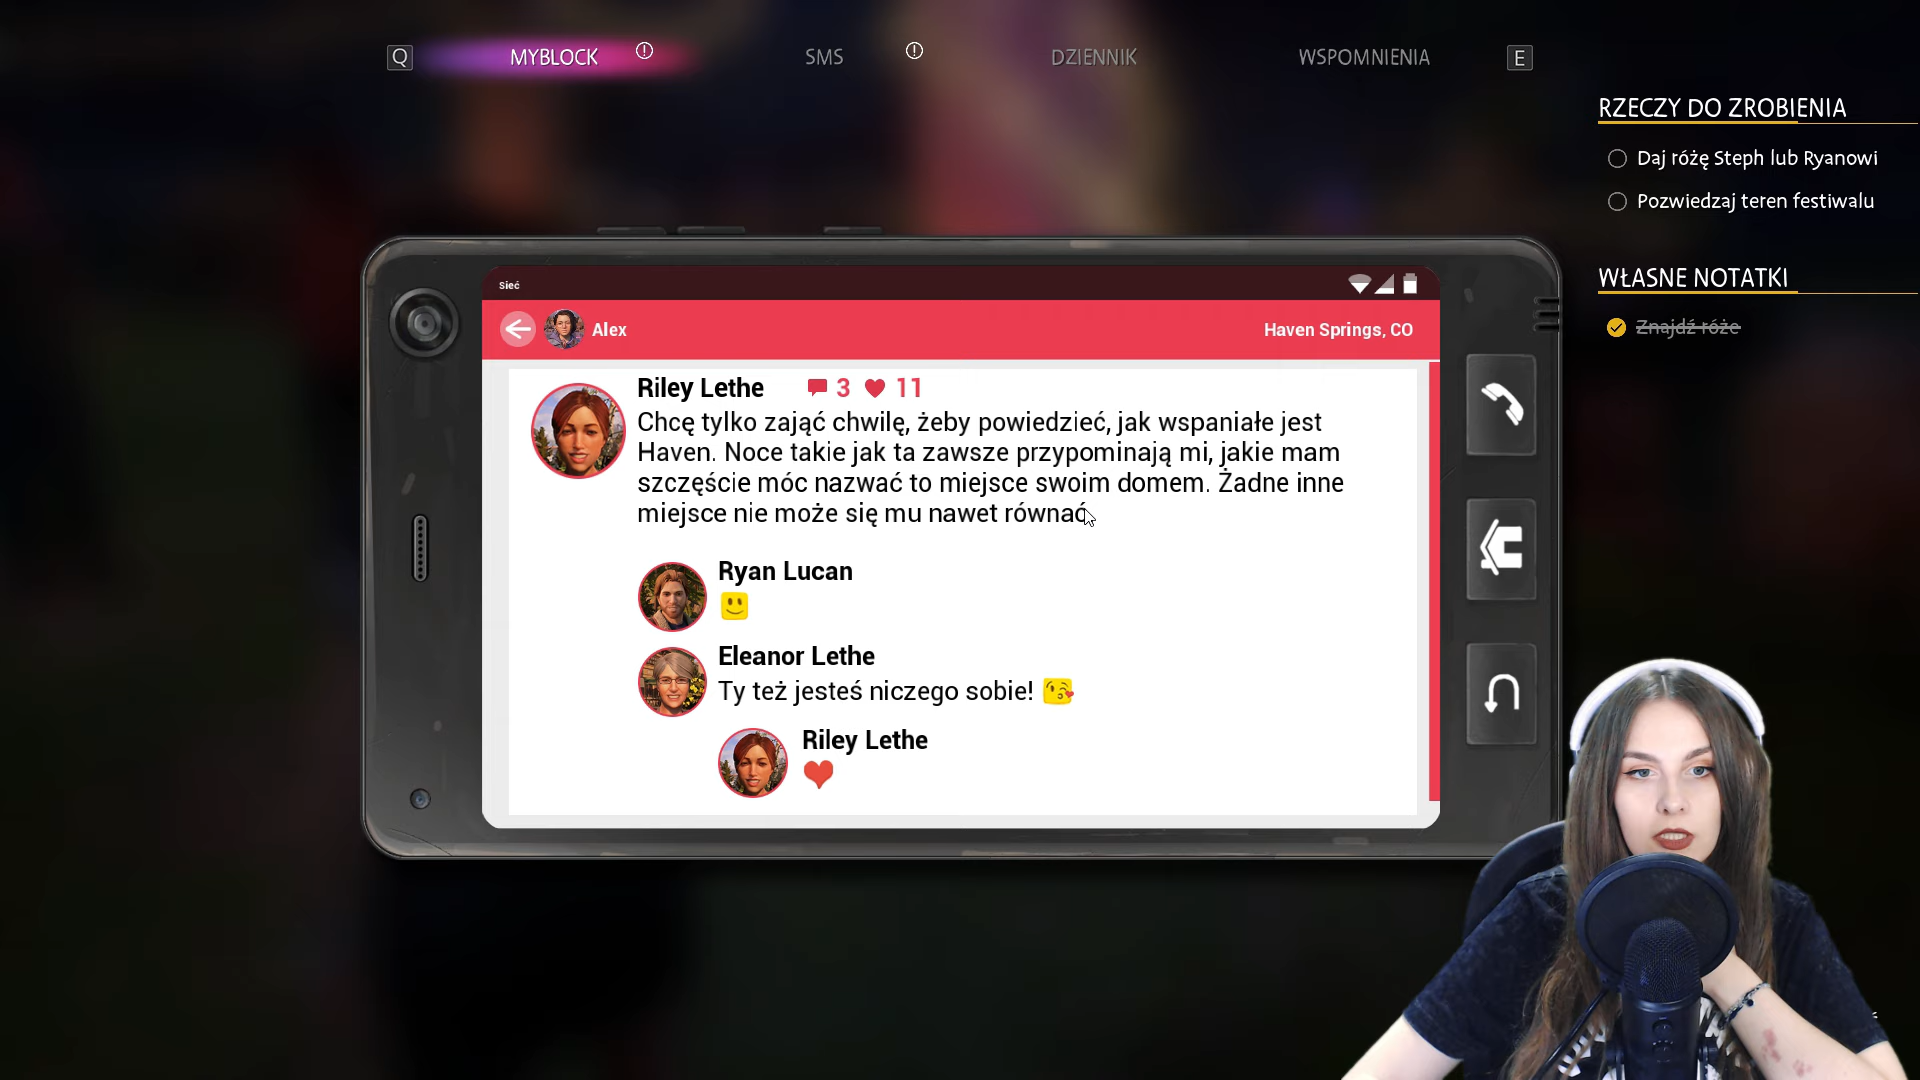 Q
MYBLOCK
SMS
DZIENNIK
WSPOMNIENIA
E
RZECZY DO ZROBIENIA
Daj różę Steph lub Ryanowi
Pozwiedzaj teren festiwalu
WŁASNE NOTATKI
Znajdź róże
Sieć
Alex
Haven Springs, CO
Riley Lethe 3 11
Chcę tylko zająć chwilę, żeby powiedzieć, jak wspaniałe jest
Haven. Noce takie jak ta zawsze przypominają mi, jakie mam
szczęście móc nazwać to miejsce swoim domem. Żadne inne
miejsce nie może się mu nawet równać
Ryan Lucan
Eleanor Lethe
Ty też jesteś niczego sobie!
Riley Lethe